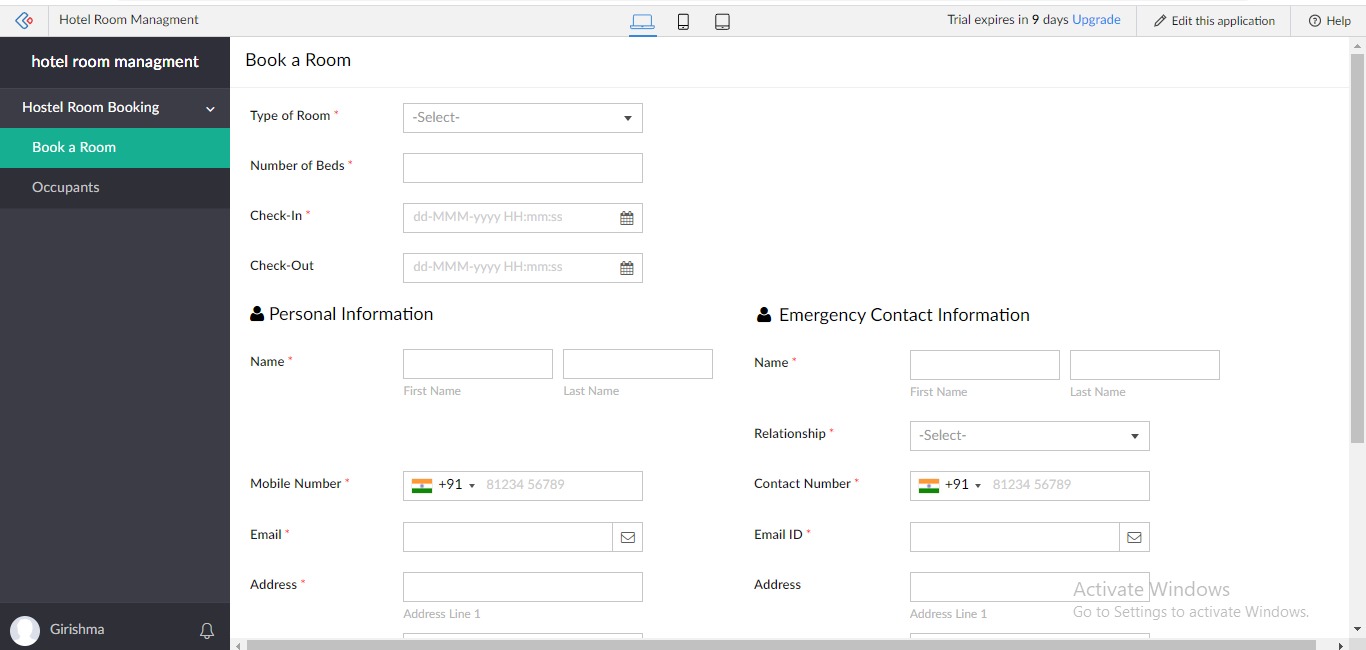 Hotel Room Managment
Trial expires in 9 days Upgrade
Edit this application
Help
hotel room managment
Hostel Room Booking
Book a Room
Occupants
Girishma
Book a Room
Type of Room *
-Select-
Number of Beds *
Check-In *
dd-MMM-yyyy HH:mm:ss
Check-Out
dd-MMM-yyyy HH:mm:ss
Personal Information
Name *
First Name
Last Name
Mobile Number *
+91 81234 56789
Email *
Address *
Address Line 1
Emergency Contact Information
Name *
First Name
Last Name
Relationship *
-Select-
Contact Number *
+91 81234 56789
Email ID *
Address
Address Line 1
Activate Windows
Go to Settings to activate Windows.